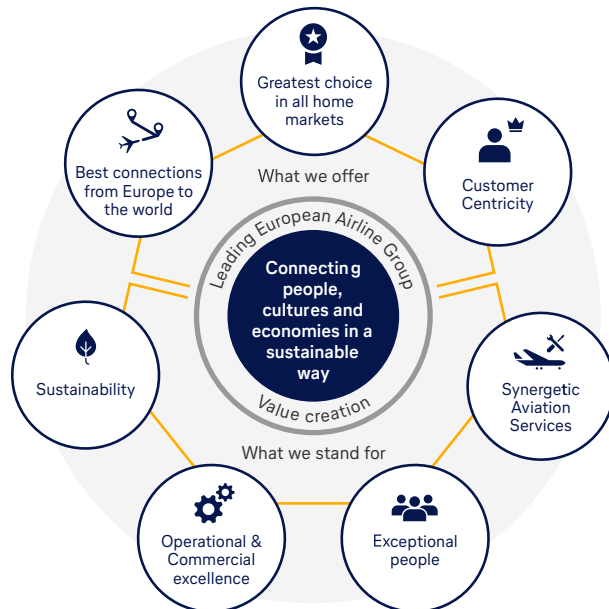 Greatest choice
in all home
markets
Best connections
from Europe to
the world
Customer
Centricity
What we offer
Leading European Airline Group
Connecting
people,
cultures and
economies in a
sustainable
way
Value creation
What we stand for
Sustainability
Synergetic
Aviation
Services
Operational &
Commercial
excellence
Exceptional
people